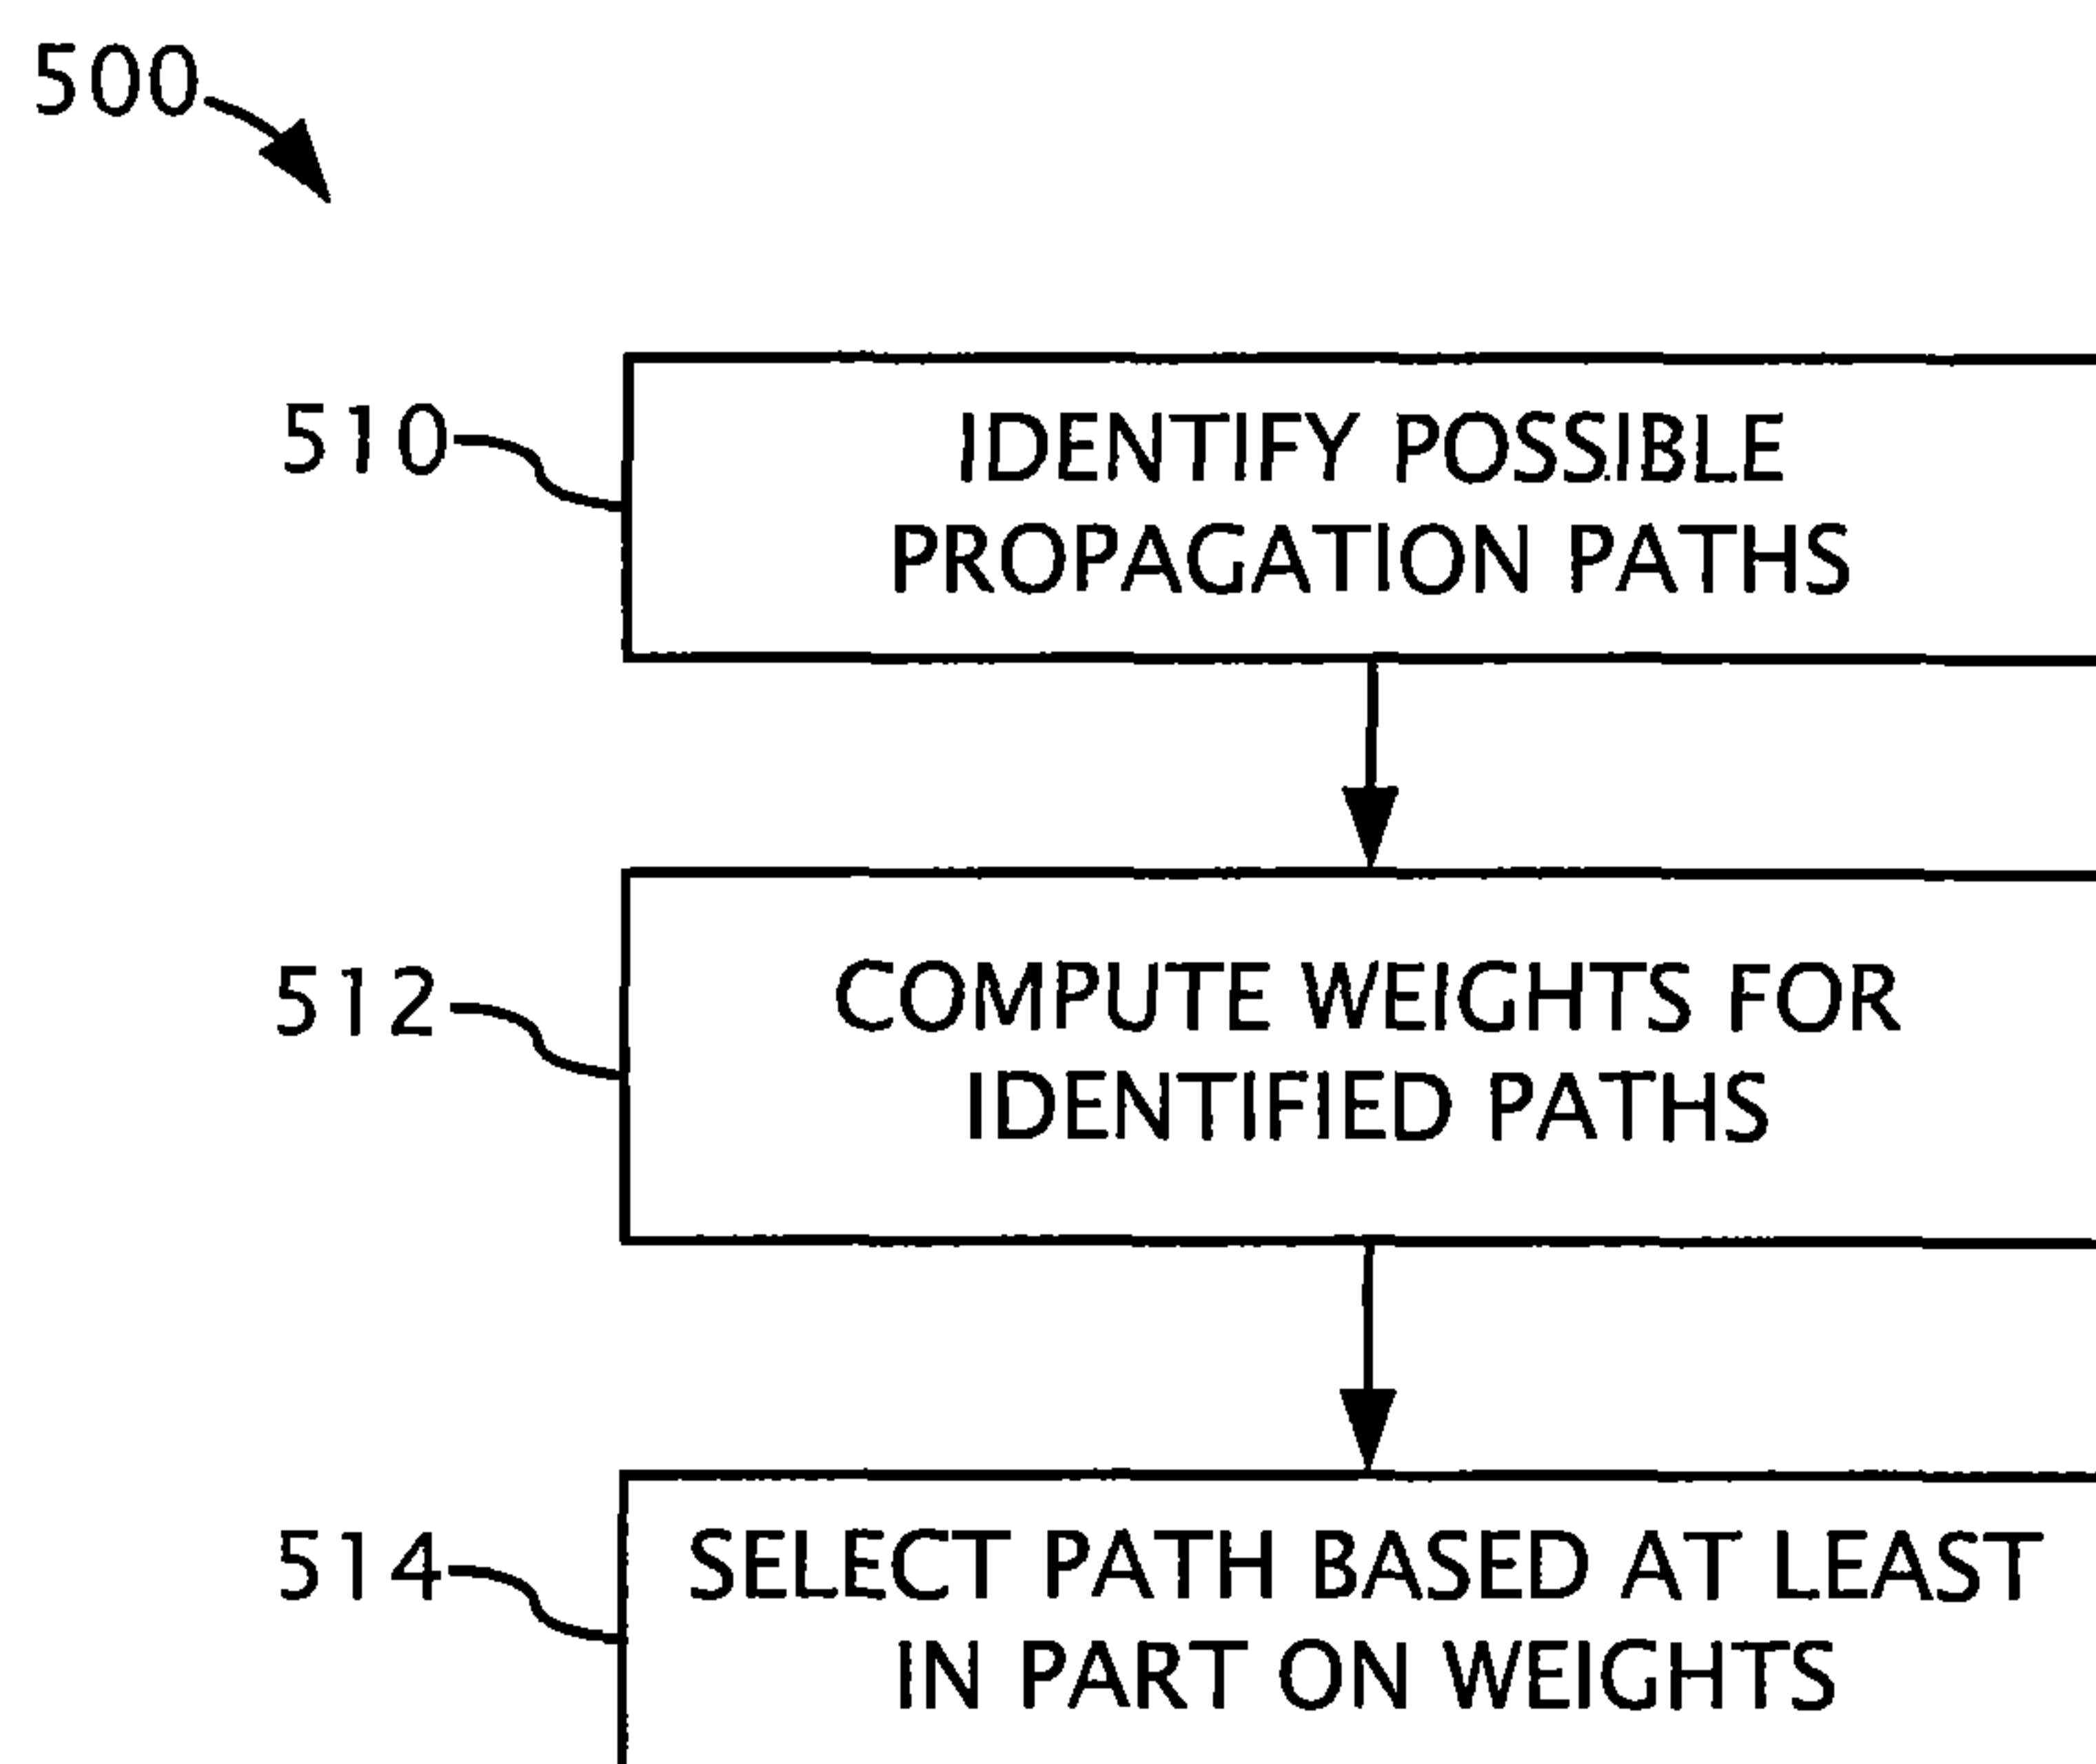 500
510
IDENTIFY POSSIBLE
PROPAGATION PATHS
512
COMPUTE WEIGHTS FOR
IDENTIFIED PATHS
514
SELECT PATH BASED AT LEAST
IN PART ON WEIGHTS